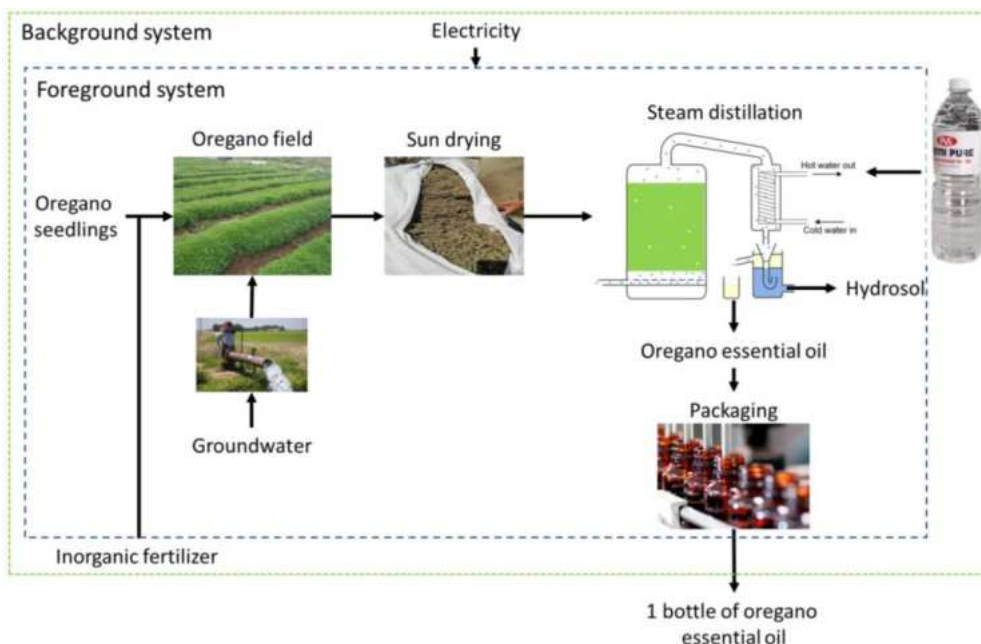 Background system
Electricity
Foreground system
Oregano field
Sun drying
Steam distillation
Hot water out
Oregano
seedlings
Cold water in
Hydrosol
Oregano essential oil
Packaging
Groundwater
Inorganic fertilizer
1 bottle of oregano
essential oil
PURE